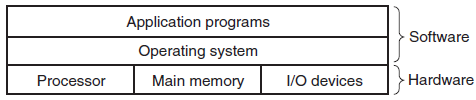 Application programs
Software
Operating system
Processor Main memory I/O devices Hardware